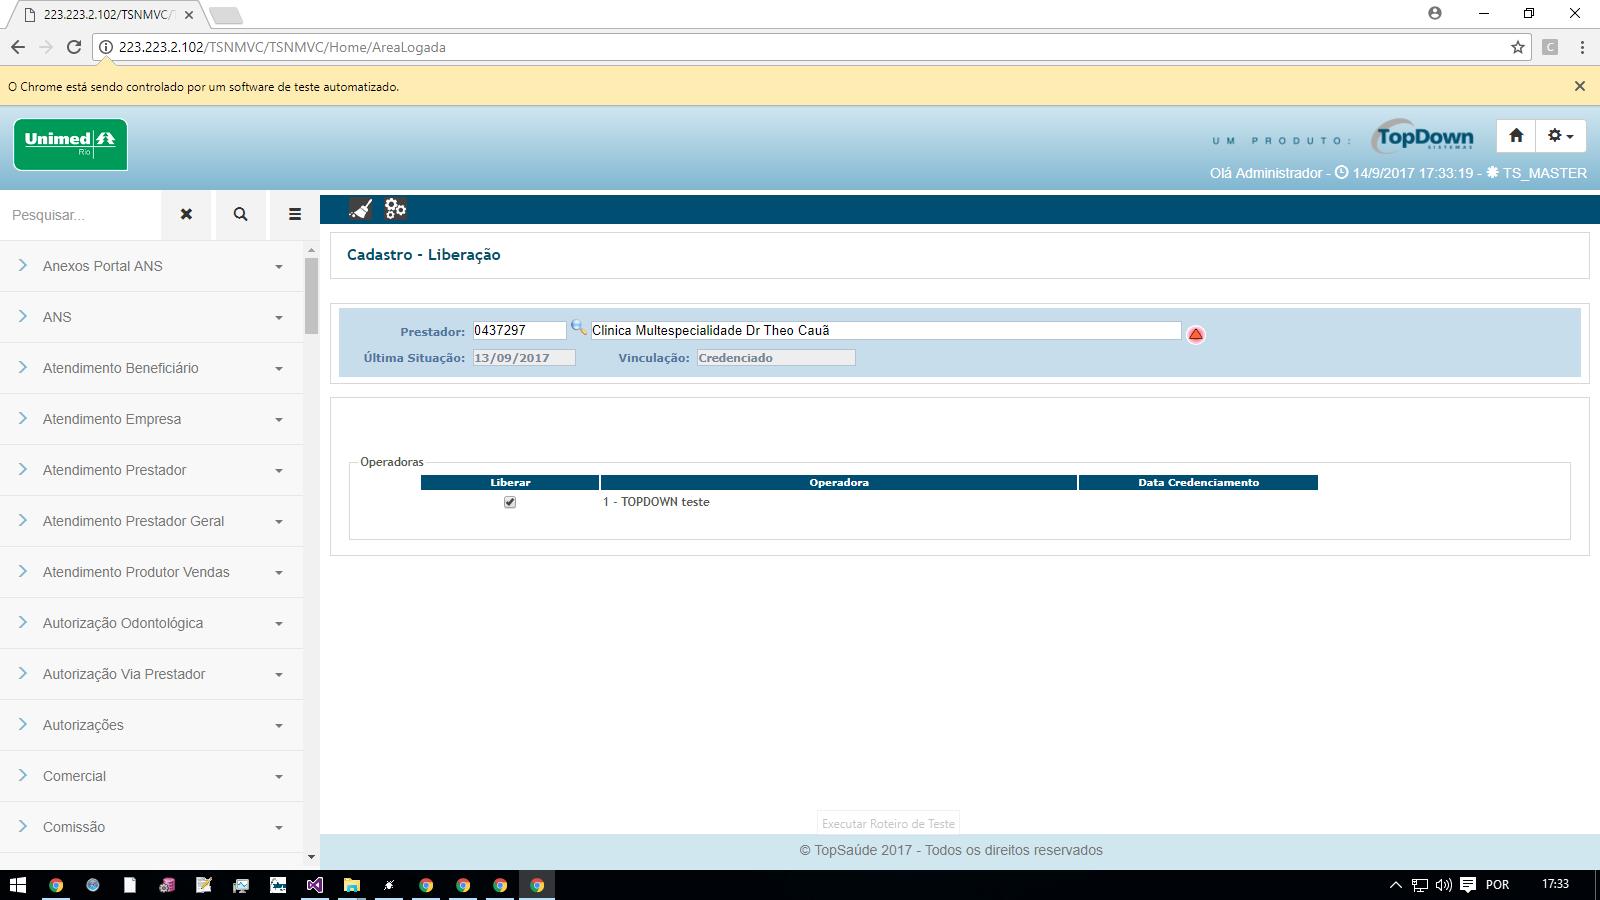 223.223.2.102/TSNMVC/T
223.223.2.102/TSNMVC/TSNMVC/Home/AreaLogada
C
O Chrome está sendo controlado por um software de teste automatizado.
Unimed
Rio
UM PRODUTO:
TopDown
SISTEMAS
Olá Administrador - 14/9/2017 17:33:19 - TS_MASTER
Pesquisar...
Anexos Portal ANS
ANS
Atendimento Beneficiário
Atendimento Empresa
Atendimento Prestador
Atendimento Prestador Geral
Atendimento Produtor Vendas
Autorização Odontológica
Autorização Via Prestador
Autorizações
Comercial
Comissão
Cadastro - Liberação
Prestador: 0437297 Clinica Multespecialidade Dr Theo Cauã
Última Situação: 13/09/2017 Vinculação: Credenciado
Operadoras
Liberar Operadora Data Credenciamento
1 - TOPDOWN teste
Executar Roteiro de Teste
© TopSaúde 2017 - Todos os direitos reservados
POR 17:33